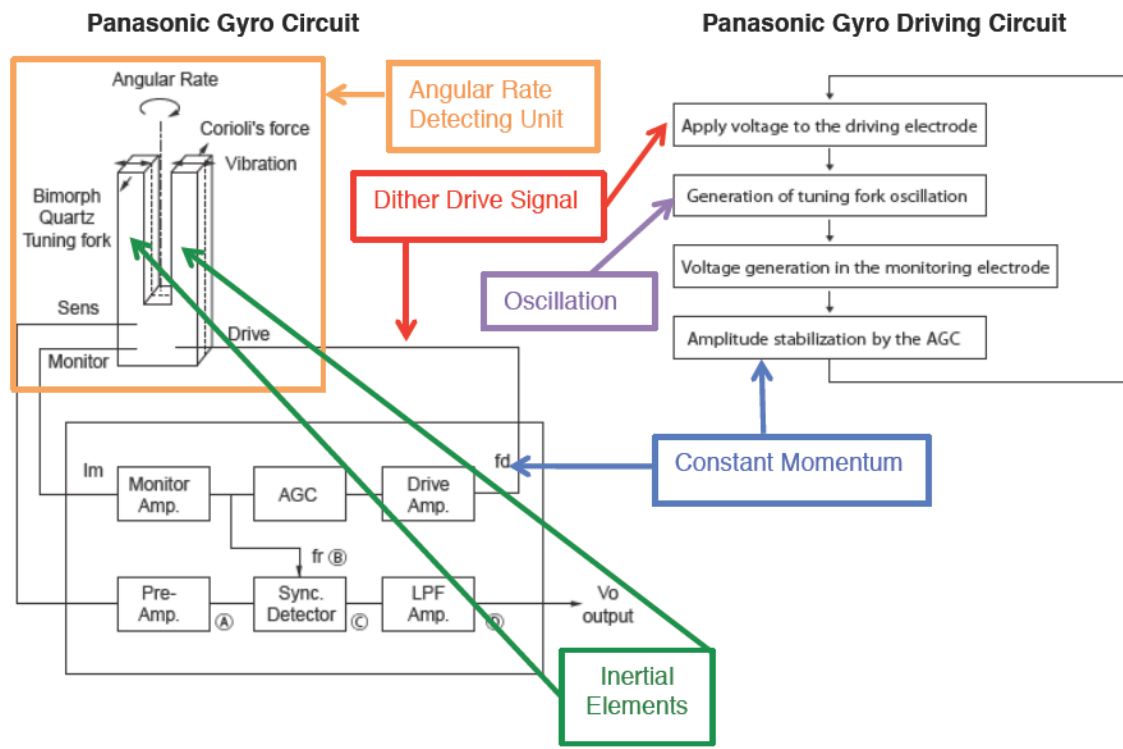 Panasonic Gyro Circuit
Panasonic Gyro Driving Circuit
Angular Rate
Corioli's force
Vibration
Bimorph
Quartz
Tuning fork
Sens
Monitor
Drive
Angular Rate
Detecting Unit
Dither Drive Signal
Oscillation
Apply voltage to the driving electrode
Generation of tuning fork oscillation
Voltage generation in the monitoring electrode
Amplitude stabilization by the AGC
Constant Momentum
Im
Monitor
Amp.
AGC
Drive
Amp.
fd
fr Ⓑ
Pre-
Amp.
Ⓐ
Sync.
Detector
Ⓒ
LPF
Amp.
Ⓓ
Vo
output
Inertial
Elements